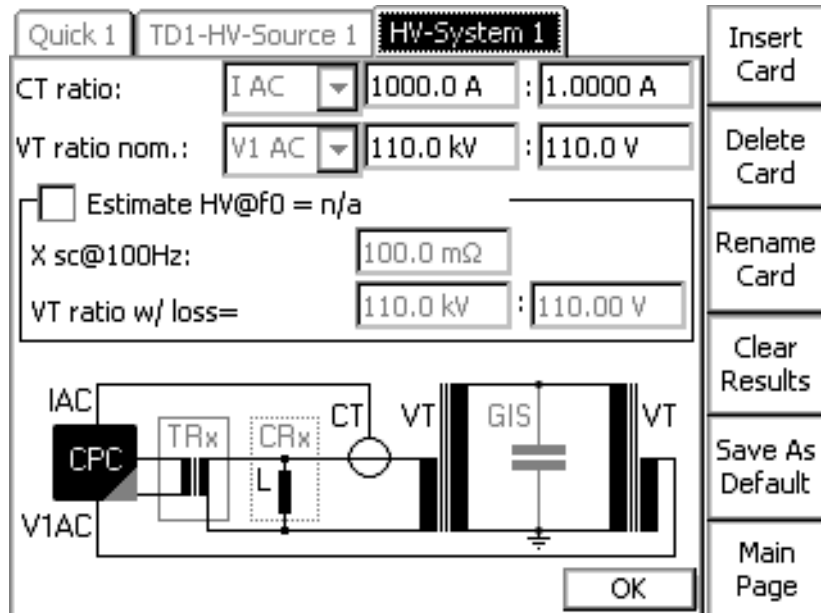 Quick 1 TD1-HV-Source 1 HV-System 1
CT ratio: I AC 1000.0 A : 1.0000 A
VT ratio nom.: V1 AC 110.0 kV : 110.0 V
Estimate HV@f0 = n/a
X sc@100Hz: 100.0 mΩ
VT ratio w/ loss= 110.0 kV : 110.00 V
IAC
TRx
CRx
CT
VT
GIS
VT
CPC
L
V1AC
OK
Insert
Card
Delete
Card
Rename
Card
Clear
Results
Save As
Default
Main
Page